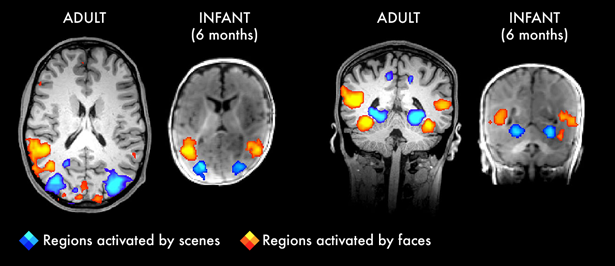 ADULT
INFANT
(6 months)
ADULT
INFANT
(6 months)
Regions activated by scenes
Regions activated by faces